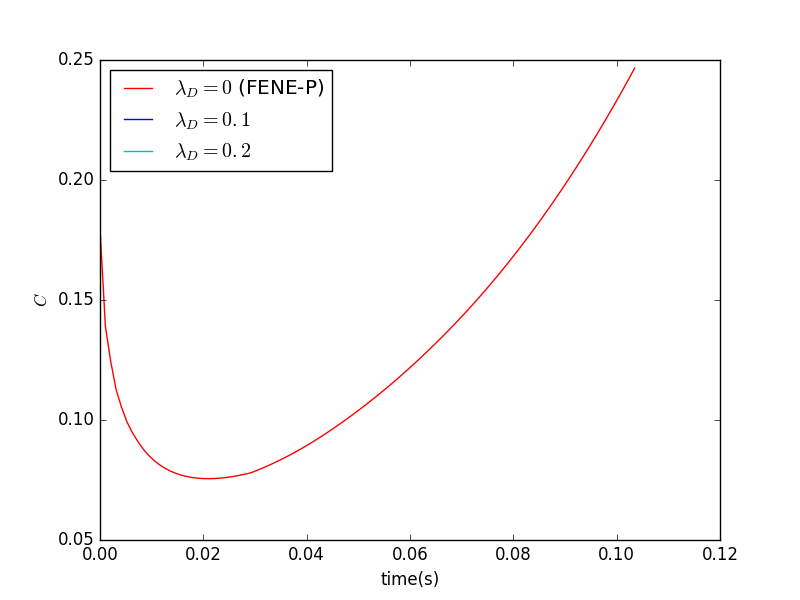 0.25
λ_D = 0 (FENE-P)
λ_D = 0.1
λ_D = 0.2
0.20
C
0.15
0.10
0.05
0.00 0.02 0.04 0.06 0.08 0.10 0.12
time(s)